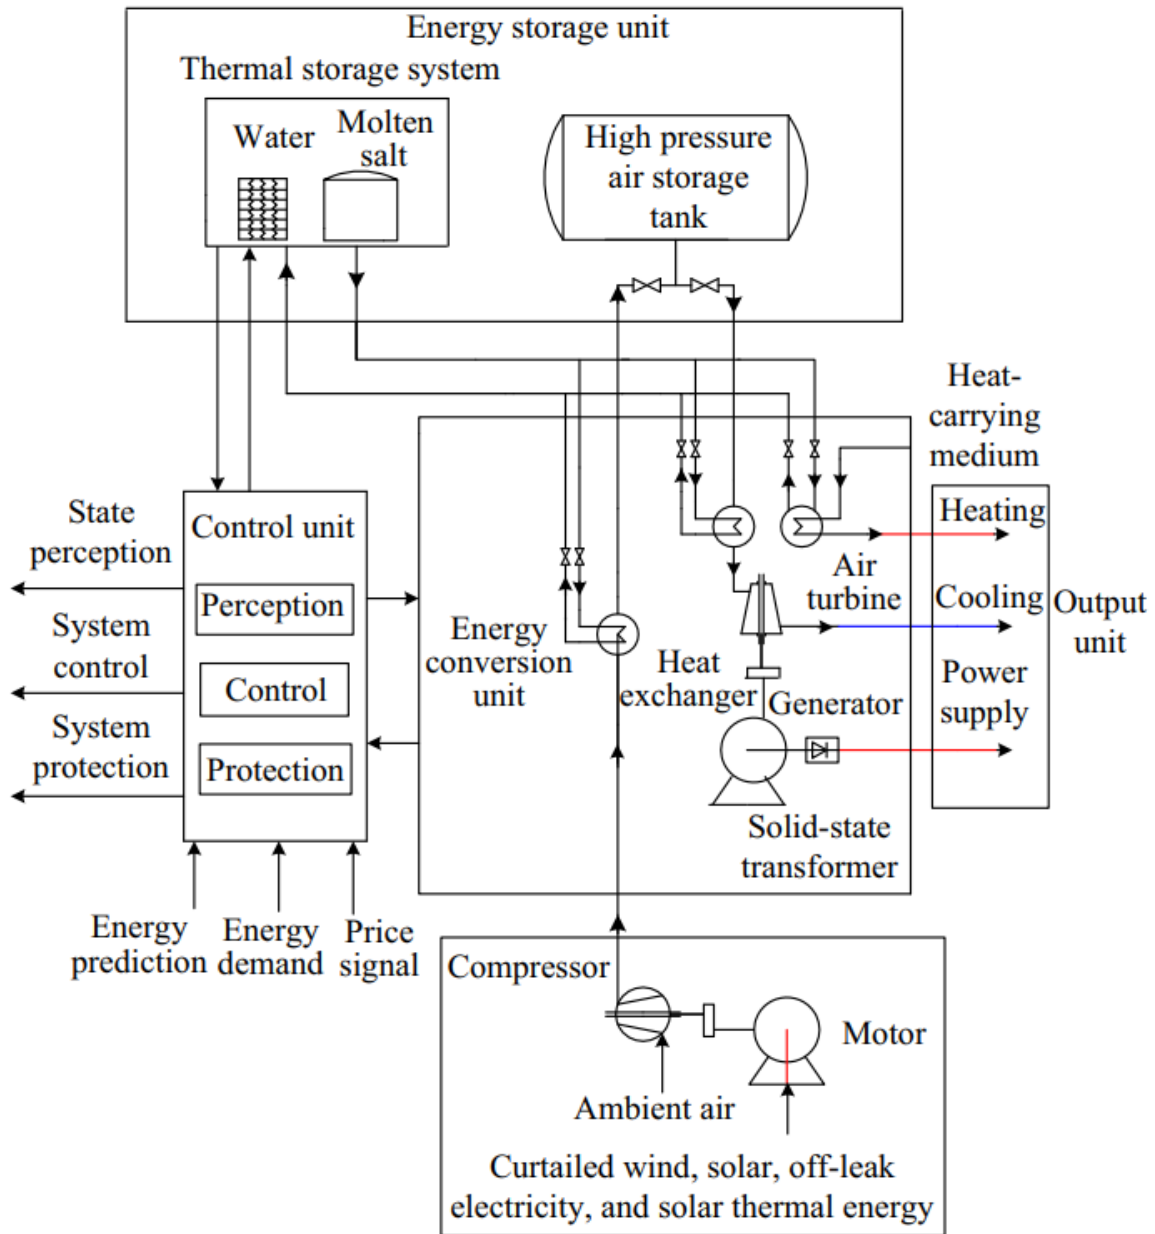 Energy storage unit
Thermal storage system
Water
Molten
salt
High pressure
air storage
tank
Heat-
carrying
medium
State
perception
System
control
System
protection
Control unit
Perception
Control
Protection
Energy
prediction
Energy
demand
Price
signal
Energy
conversion
unit
Heat
exchanger
Air
turbine
Generator
Solid-state
transformer
Heating
Cooling
Power
supply
Output
unit
Compressor
Motor
Ambient air
Curtailed wind, solar, off-leak
electricity, and solar thermal energy